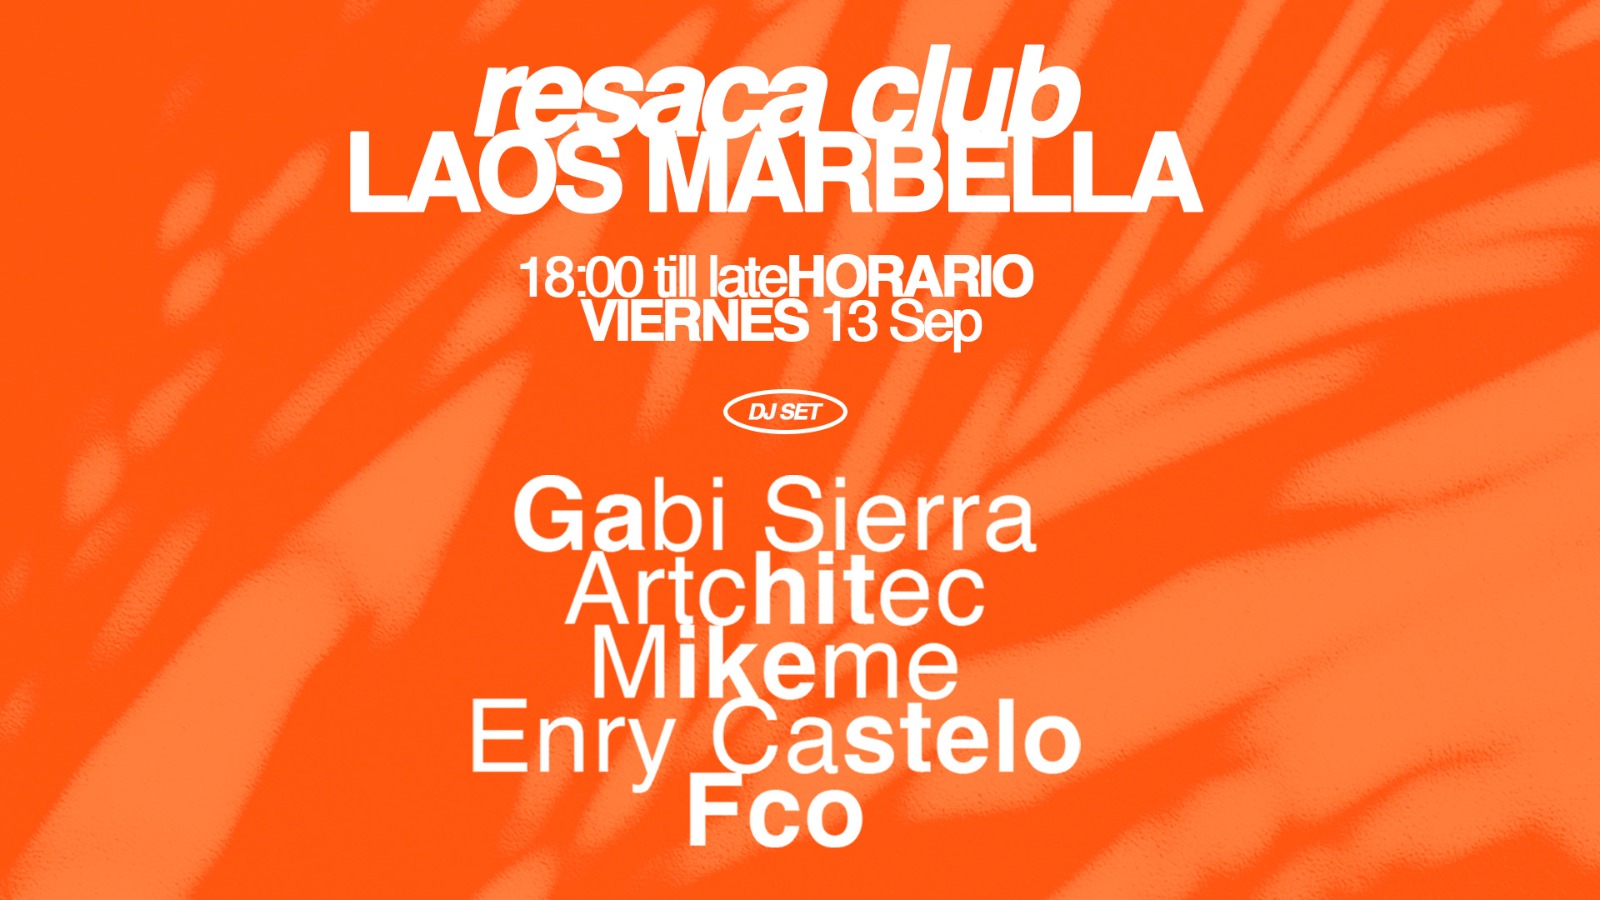 resaca club
LAOS MARBELLA
18:00 till lateHORARIO
VIERNES 13 Sep
DJ SET
Gabi Sierra
Artchitec
Mikeme
Enry Castelo
Fco